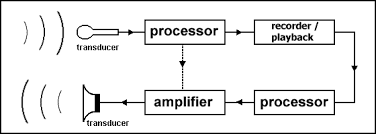 transducer
processor
recorder /
playback
transducer
amplifier
processor